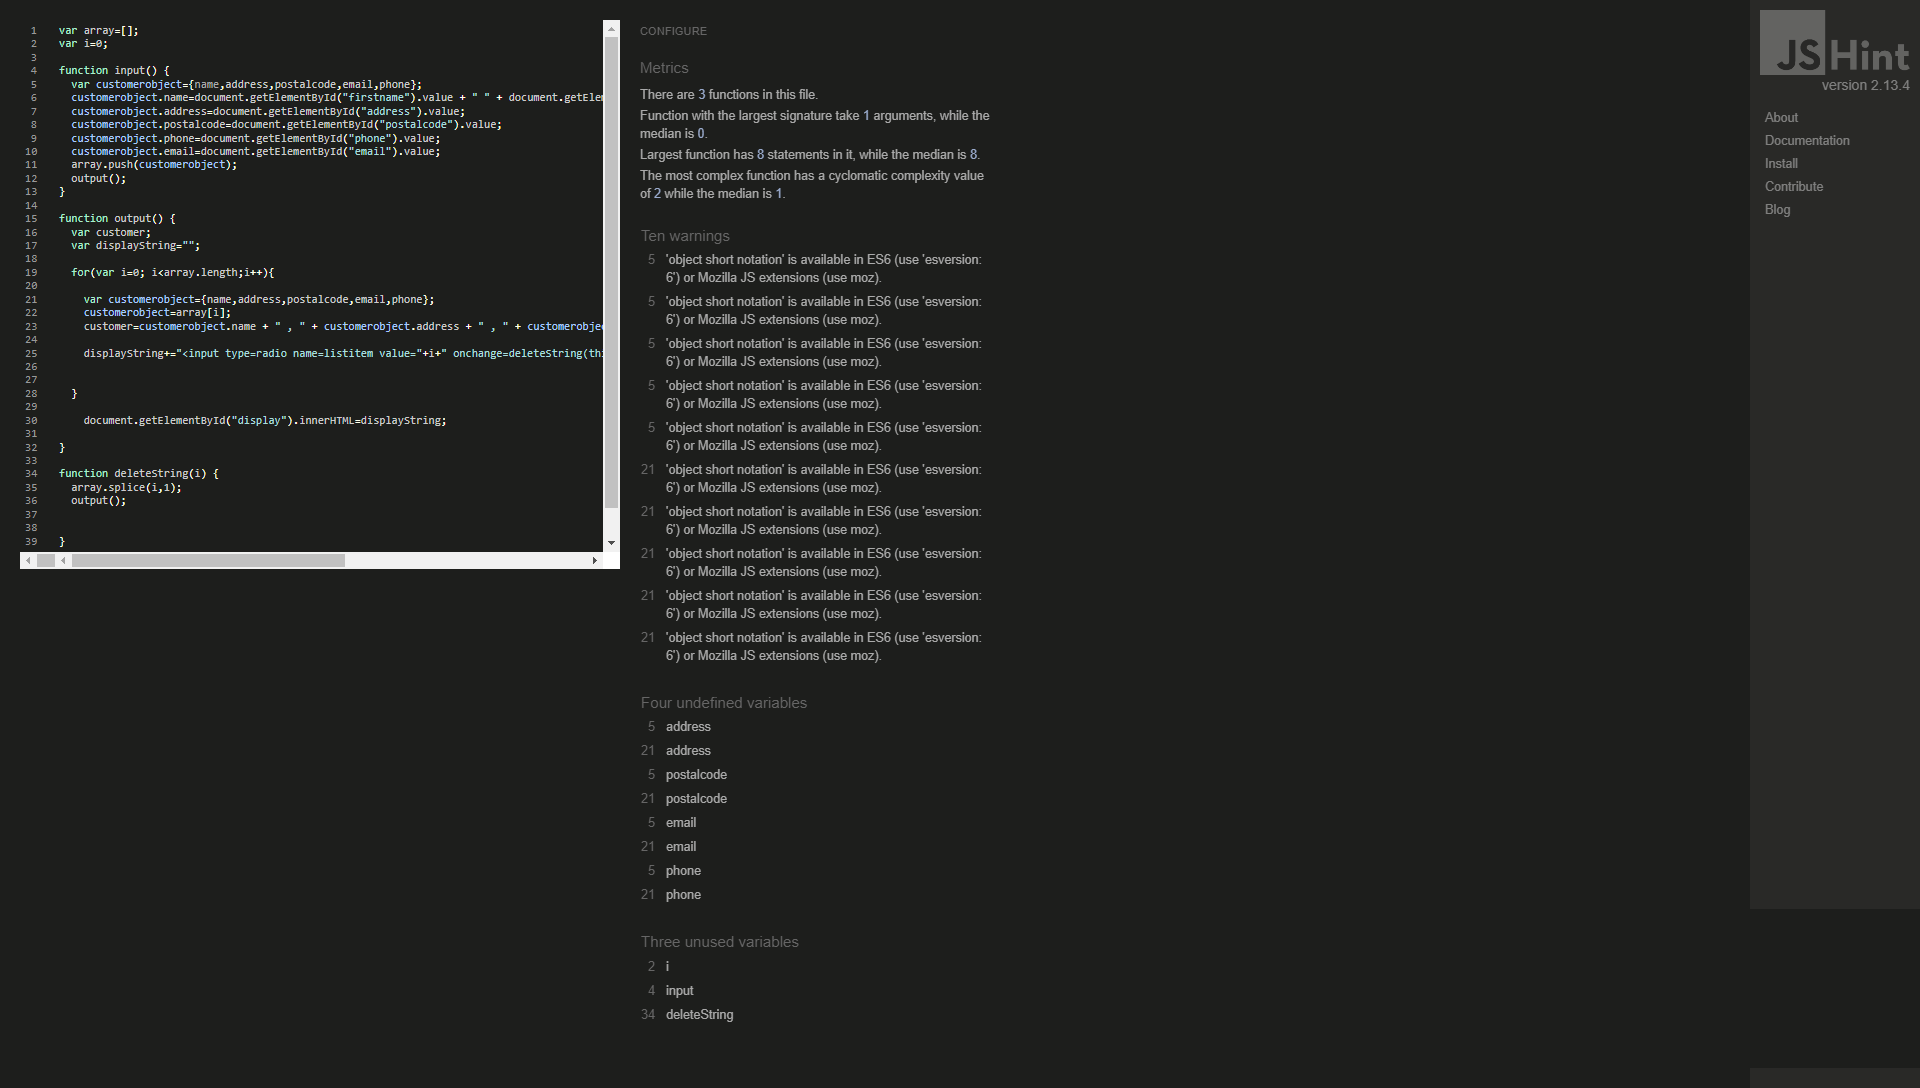 1 var array=[];
2 var i=0;
3
4 function input() {
5 var customerobject={name,address,postalcode,email,phone};
6 customerobject.name=document.getElementById("firstname").value + " " + document.getElem
7 customerobject.address=document.getElementById("address").value;
8 customerobject.postalcode=document.getElementById("postalcode").value;
9 customerobject.phone=document.getElementById("phone").value;
10 customerobject.email=document.getElementById("email").value;
11 array.push(customerobject);
12 output();
13 }
14
15 function output() {
16 var customer;
17 var displayString="";
18
19 for(var i=0; i<array.length;i++){
20
21 var customerobject={name,address,postalcode,email,phone};
22 customerobject=array[i];
23 customer=customerobject.name + " , " + customerobject.address + " , " + customerobjec
24
25 displayString+="<input type=radio name=listitem value="+i+" onchange=deleteString(thi
26
27
28 }
29
30 document.getElementById("display").innerHTML=displayString;
31
32 }
33
34 function deleteString(i) {
35 array.splice(i,1);
36 output();
37
38
39 }
CONFIGURE
Metrics
There are 3 functions in this file.
Function with the largest signature take 1 arguments, while the
median is 0.
Largest function has 8 statements in it, while the median is 8.
The most complex function has a cyclomatic complexity value
of 2 while the median is 1.
Ten warnings
5 'object short notation' is available in ES6 (use 'esversion:
6') or Mozilla JS extensions (use moz).
5 'object short notation' is available in ES6 (use 'esversion:
6') or Mozilla JS extensions (use moz).
5 'object short notation' is available in ES6 (use 'esversion:
6') or Mozilla JS extensions (use moz).
5 'object short notation' is available in ES6 (use 'esversion:
6') or Mozilla JS extensions (use moz).
5 'object short notation' is available in ES6 (use 'esversion:
6') or Mozilla JS extensions (use moz).
21 'object short notation' is available in ES6 (use 'esversion:
6') or Mozilla JS extensions (use moz).
21 'object short notation' is available in ES6 (use 'esversion:
6') or Mozilla JS extensions (use moz).
21 'object short notation' is available in ES6 (use 'esversion:
6') or Mozilla JS extensions (use moz).
21 'object short notation' is available in ES6 (use 'esversion:
6') or Mozilla JS extensions (use moz).
21 'object short notation' is available in ES6 (use 'esversion:
6') or Mozilla JS extensions (use moz).
Four undefined variables
5 address
21 address
5 postalcode
21 postalcode
5 email
21 email
5 phone
21 phone
Three unused variables
2 i
4 input
34 deleteString
JSHint
version 2.13.4
About
Documentation
Install
Contribute
Blog